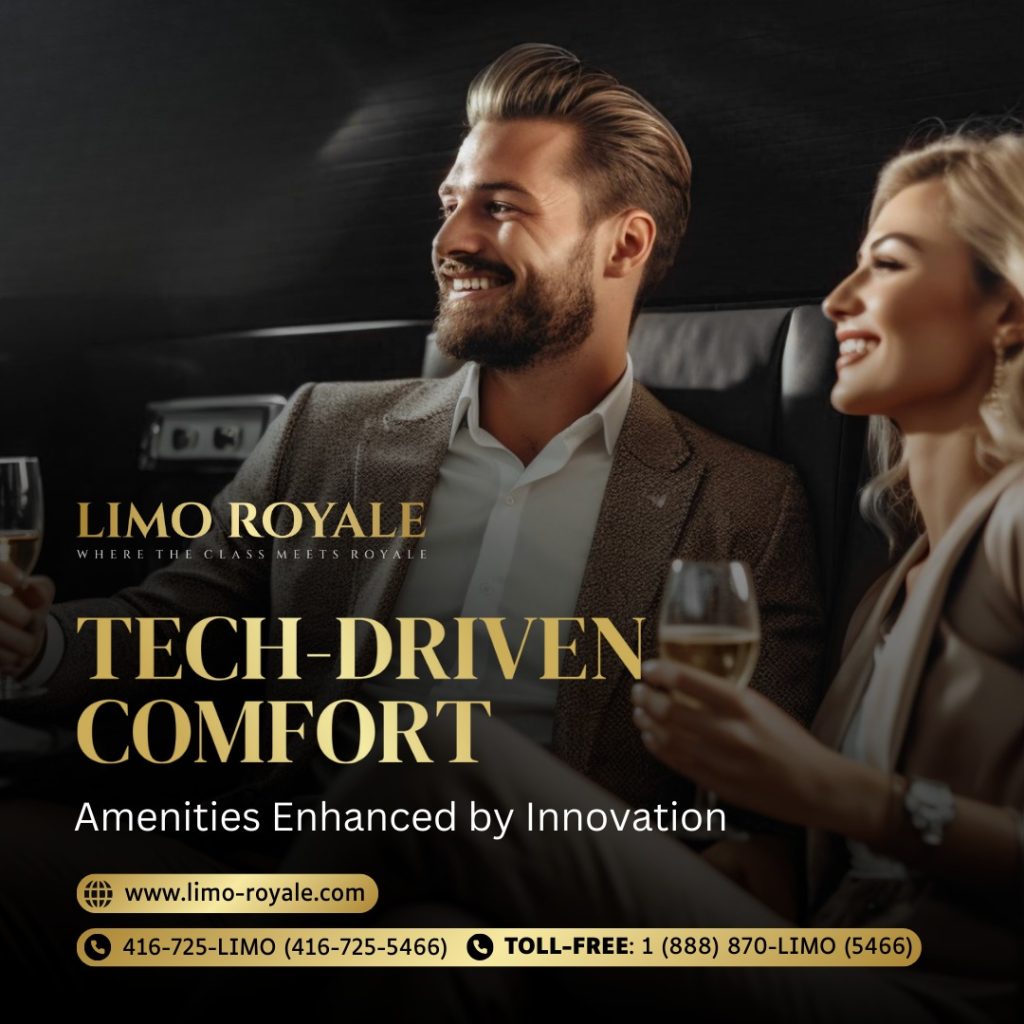 LIMO ROYALE
WHERE THE CLASS MEETS ROYALE
TECH-DRIVEN
COMFORT
Amenities Enhanced by Innovation
www.limo-royale.com
416-725-LIMO (416-725-5466) TOLL-FREE: 1 (888) 870-LIMO (5466)